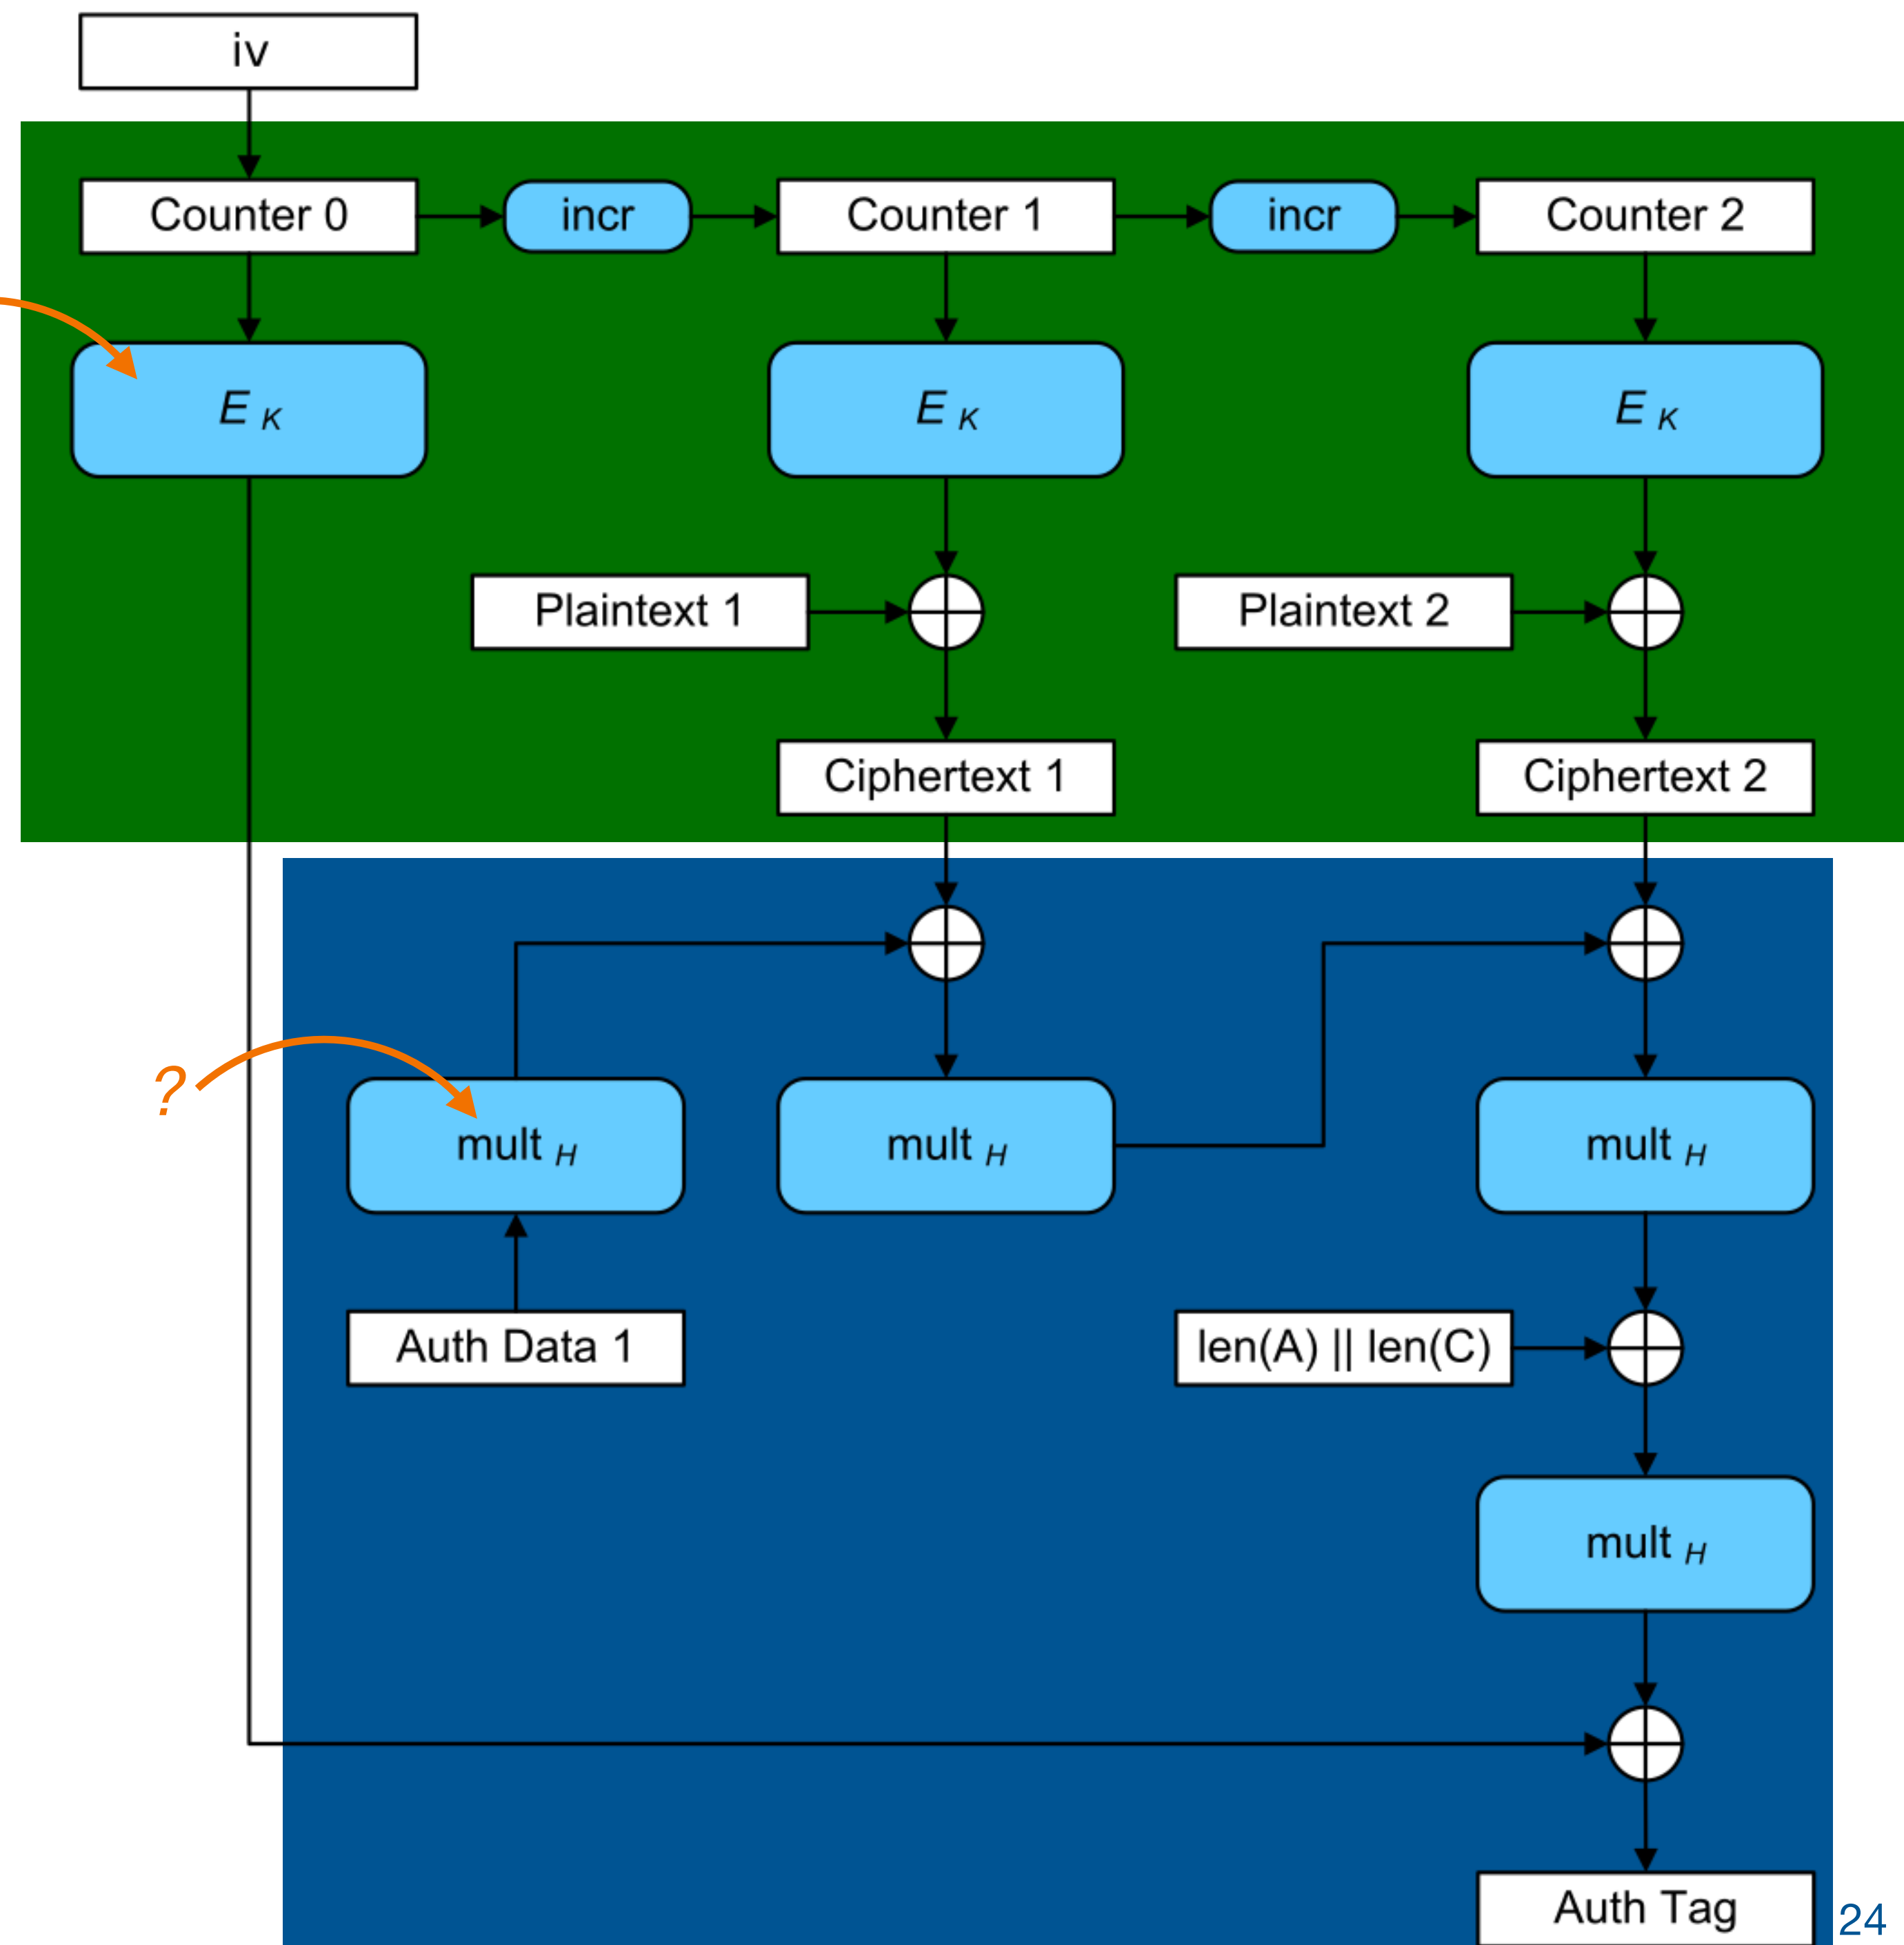 iv
Counter 0
incr
Counter 1
incr
Counter 2
E K
E K
E K
Plaintext 1
Plaintext 2
Ciphertext 1
Ciphertext 2
?
mult H
mult H
mult H
Auth Data 1
len(A) || len(C)
mult H
Auth Tag
24